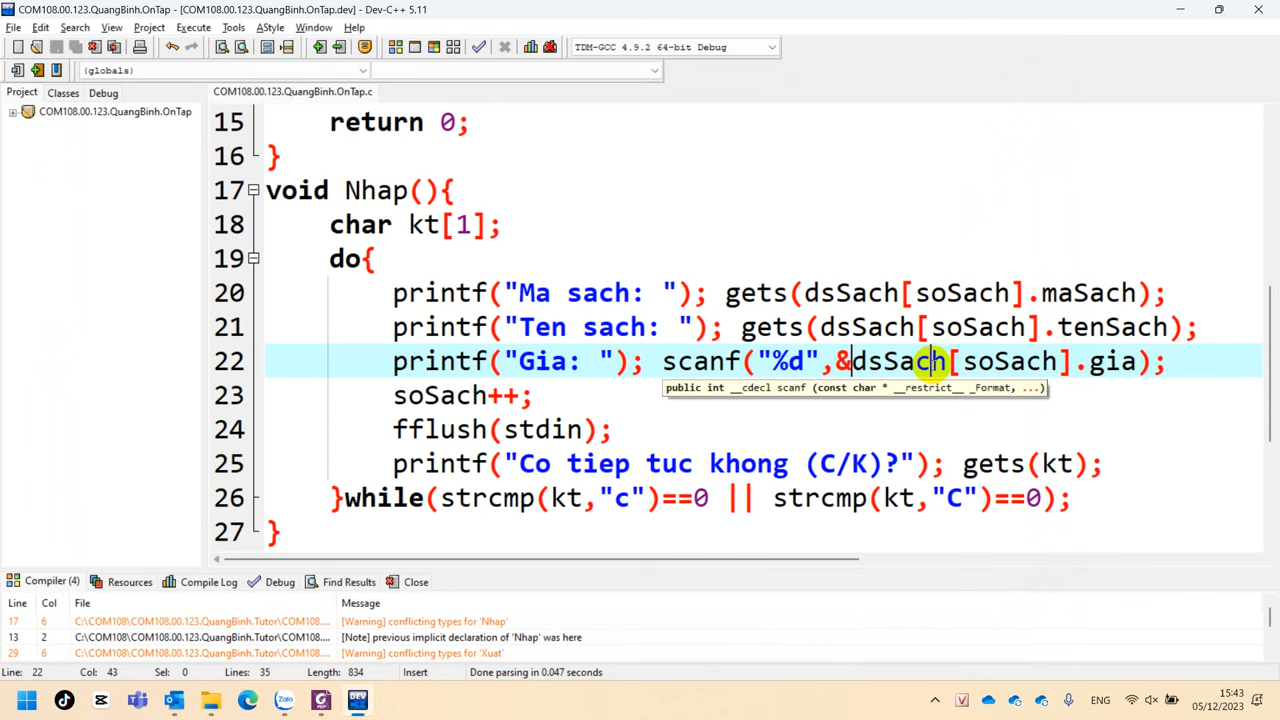 COM108.00.123.QuangBinh.OnTap - [COM108.00.123.QuangBinh.OnTap.dev] - Dev-C++ 5.11
File Edit Search View Project Execute Tools AStyle Window Help
TDM-GCC 4.9.2 64-bit Debug
(globals)
Project Classes Debug
COM108.00.123.QuangBinh.OnTap.c
COM108.00.123.QuangBinh.OnTap
15 return 0;
16 }
17 void Nhap(){
18 char kt[1];
19 do{
20 printf("Ma sach: "); gets(dsSach[soSach].maSach);
21 printf("Ten sach: "); gets(dsSach[soSach].tenSach);
22 printf("Gia: "); scanf("%d",&dsSach[soSach].gia);
public int __cdecl scanf (const char * __restrict__ _Format, ...)
23 soSach++;
24 fflush(stdin);
25 printf("Co tiep tuc khong (C/K)?"); gets(kt);
26 }while(strcmp(kt,"c")==0 || strcmp(kt,"C")==0);
27 }
Compiler (4) Resources Compile Log Debug Find Results Close
Line Col File Message
17 6 C:\COM108\COM108.00.123.QuangBinh.Tutor\COM108.... [Warning] conflicting types for 'Nhap'
13 2 C:\COM108\COM108.00.123.QuangBinh.Tutor\COM108.... [Note] previous implicit declaration of 'Nhap' was here
29 6 C:\COM108\COM108.00.123.QuangBinh.Tutor\COM108.... [Warning] conflicting types for 'Xuat'
Line: 22 Col: 43 Sel: 0 Lines: 35 Length: 834 Insert Done parsing in 0.047 seconds
ENG
15:43
05/12/2023